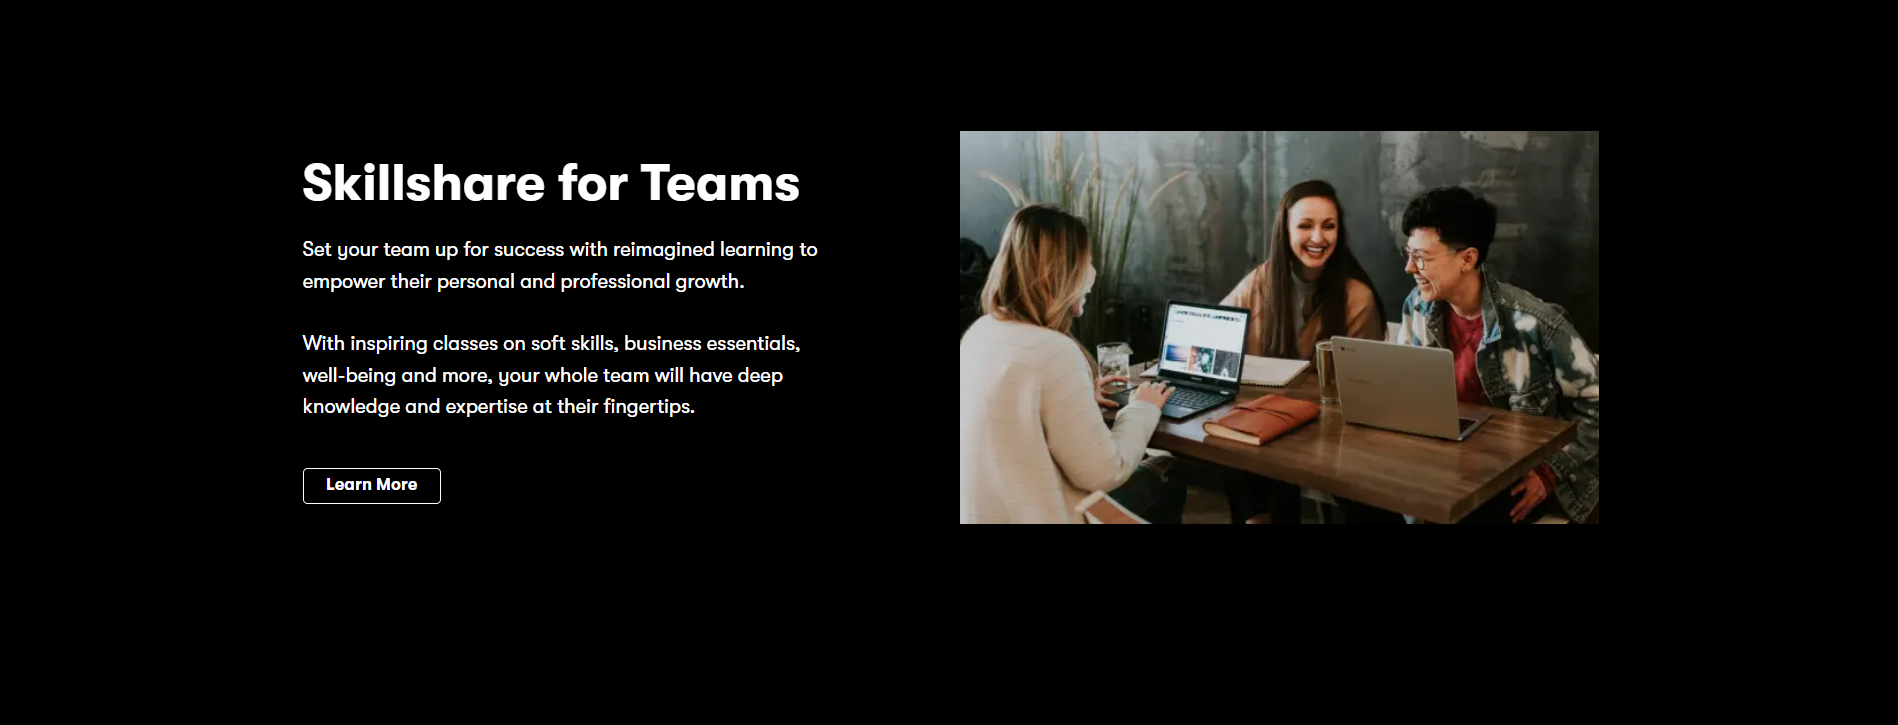 Skillshare for Teams
Set your team up for success with reimagined learning to
empower their personal and professional growth.
With inspiring classes on soft skills, business essentials,
well-being and more, your whole team will have deep
knowledge and expertise at their fingertips.
Learn More